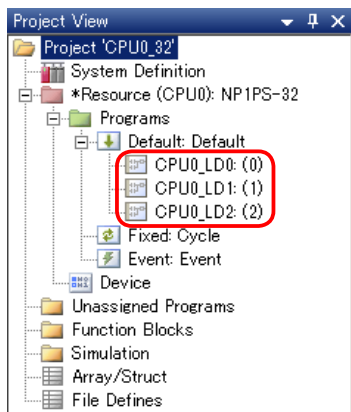 Project View
Project 'CPU0_32'
System Definition
*Resource (CPU0): NP1PS-32
Programs
Default: Default
CPU0_LD0: (0)
CPU0_LD1: (1)
CPU0_LD2: (2)
Fixed: Cycle
Event: Event
Device
Unassigned Programs
Function Blocks
Simulation
Array/Struct
File Defines